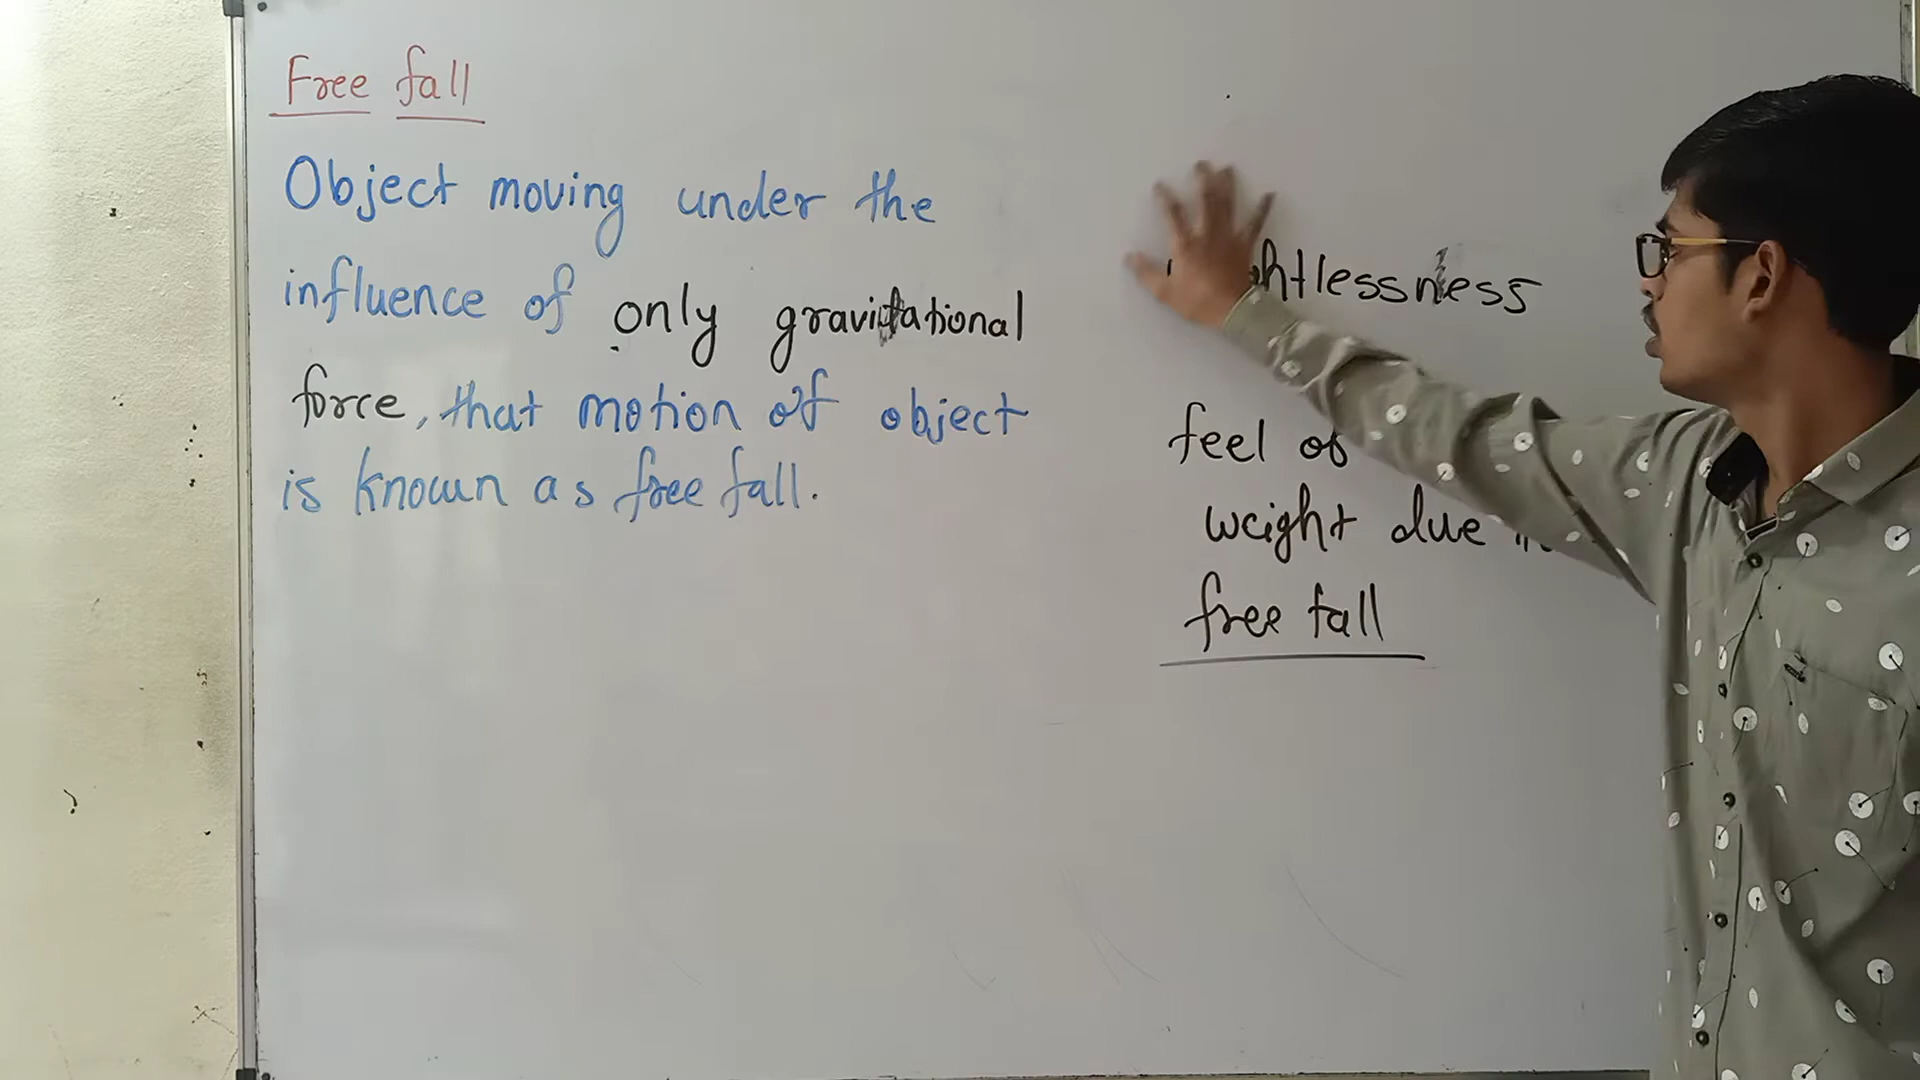 Free fall
Object moving under the
influence of only gravitational
force, that motion of object
is known as free fall.
feel of
weight due
free fall